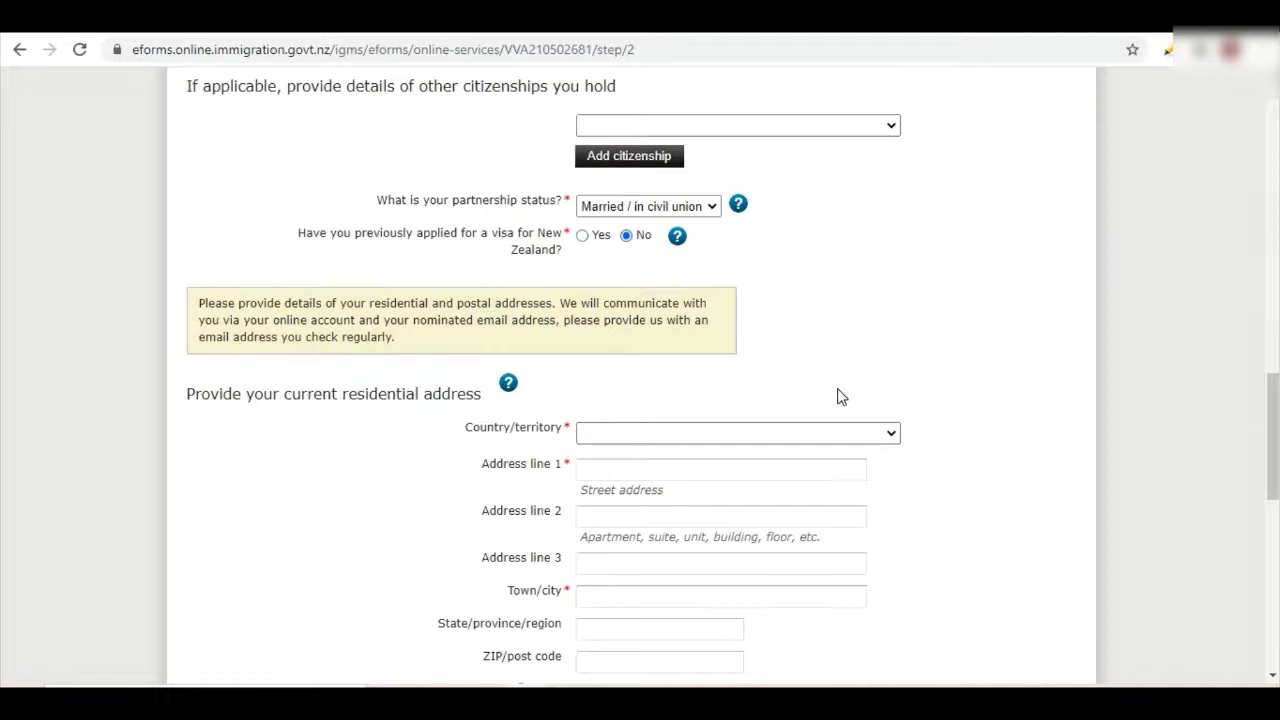 eforms.online.immigration.govt.nz/igms/eforms/online-services/VVA210502681/step/2
If applicable, provide details of other citizenships you hold
Add citizenship
What is your partnership status?* Married / in civil union ?
Have you previously applied for a visa for New* Yes No ?
Zealand?
Please provide details of your residential and postal addresses. We will communicate with
you via your online account and your nominated email address, please provide us with an
email address you check regularly.
Provide your current residential address ?
Country/territory*
Address line 1*
Street address
Address line 2
Apartment, suite, unit, building, floor, etc.
Address line 3
Town/city*
State/province/region
ZIP/post code